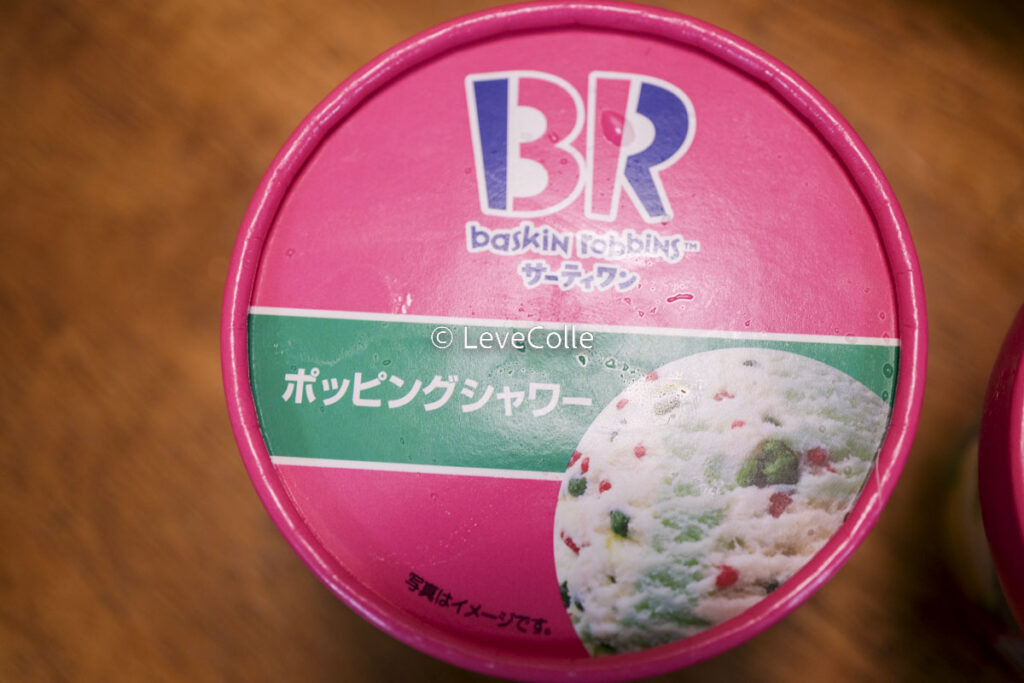 BR
baskin robbins™
サーティワン
© LeveColle
ポッピングシャワー
写真はイメージです。